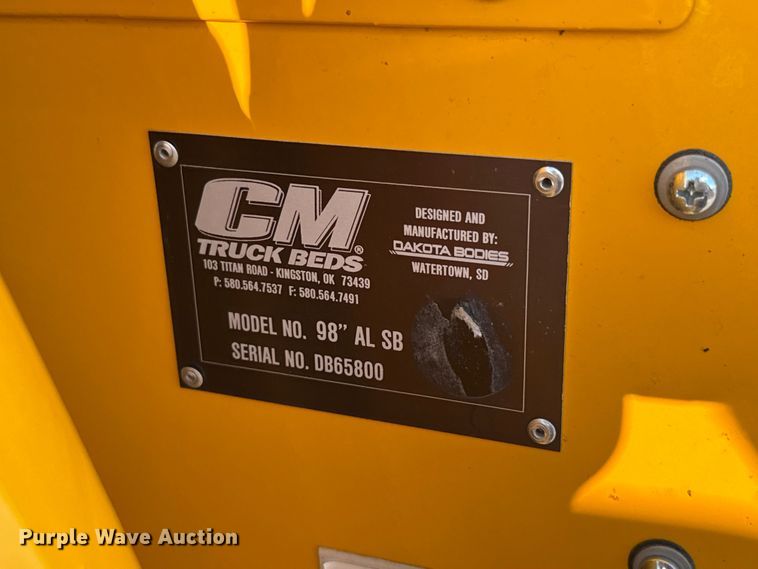 CM®
TRUCK BEDS
103 TITAN ROAD - KINGSTON, OK 73439
P: 580.564.7537 F: 580.564.7491
DESIGNED AND
MANUFACTURED BY:
DAKOTA BODIES
WATERTOWN, SD
MODEL NO. 98” AL SB
SERIAL NO. DB65800
Purple Wave Auction